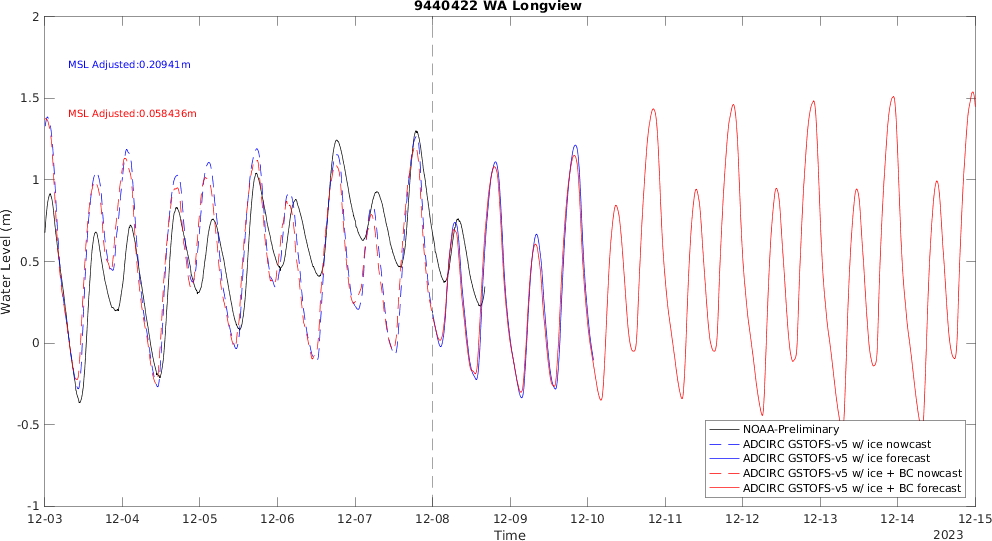 9440422 WA Longview
MSL Adjusted:0.20941m
MSL Adjusted:0.058436m
Water Level (m)
2
1.5
1
0.5
0
-0.5
-1
NOAA-Preliminary
ADCIRC GSTOFS-v5 w/ ice nowcast
ADCIRC GSTOFS-v5 w/ ice forecast
ADCIRC GSTOFS-v5 w/ ice + BC nowcast
ADCIRC GSTOFS-v5 w/ ice + BC forecast
12-03 12-04 12-05 12-06 12-07 12-08 12-09 12-10 12-11 12-12 12-13 12-14 12-15
Time
2023